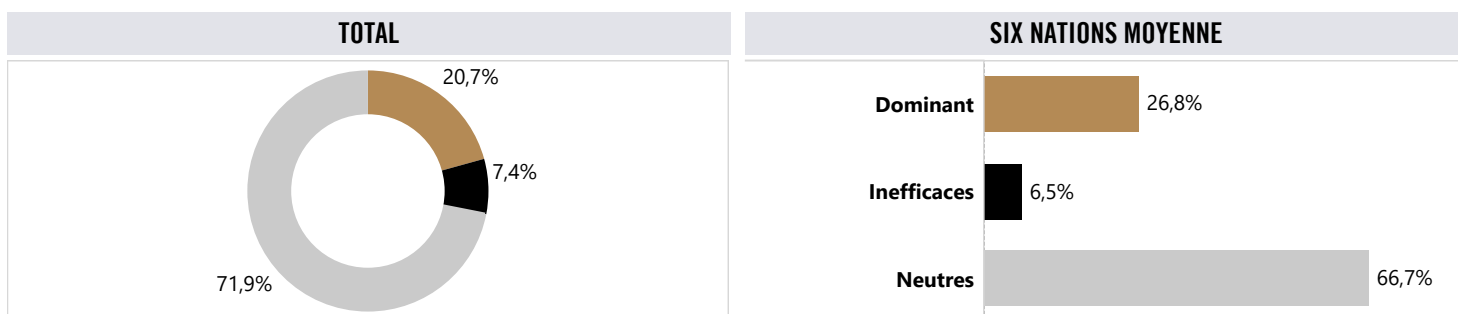 TOTAL
20,7%
7,4%
71,9%
SIX NATIONS MOYENNE
Dominant 26,8%
Inefficaces 6,5%
Neutres 66,7%